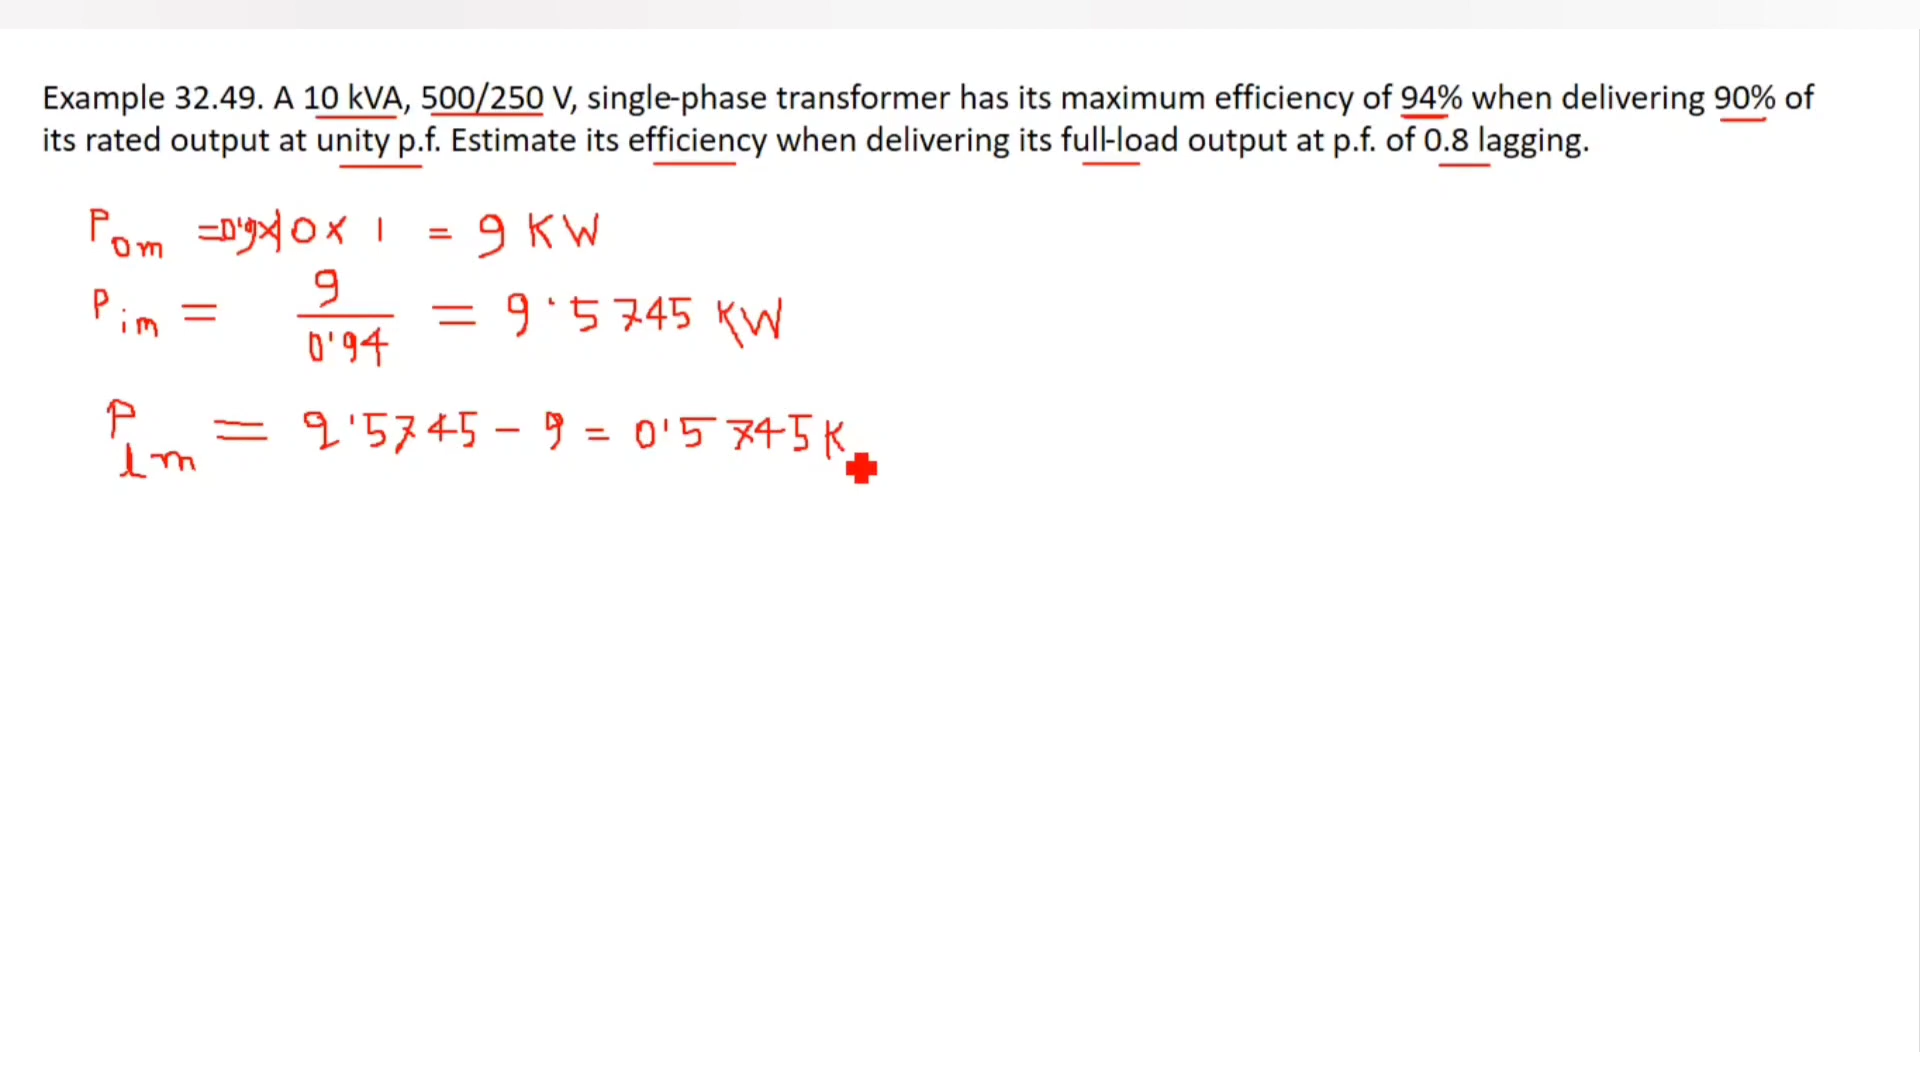 Example 32.49. A 10 kVA, 500/250 V, single-phase transformer has its maximum efficiency of 94% when delivering 90% of
its rated output at unity p.f. Estimate its efficiency when delivering its full-load output at p.f. of 0.8 lagging.
Pom = 0.9x10 x 1 = 9 KW
Pim = 9/0.94 = 9.5745 KW
Plm = 9.5745 - 9 = 0.5745 K